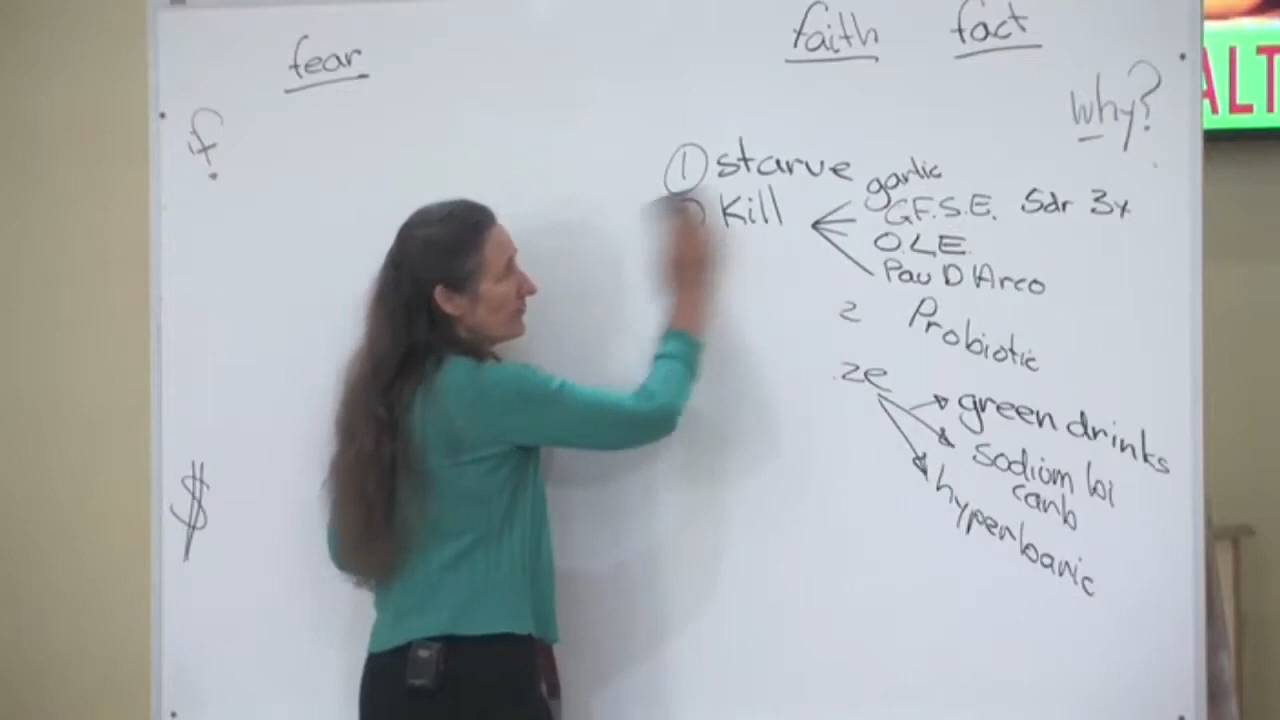 fear
faith fact
why?
f
1 starve
Kill
garlic
G.F.S.E. 5dr 3x
O.L.E.
Pau D'Arco
2 Probiotic
ze
green drinks
sodium bi
carb
hyperbaric
$
ALT